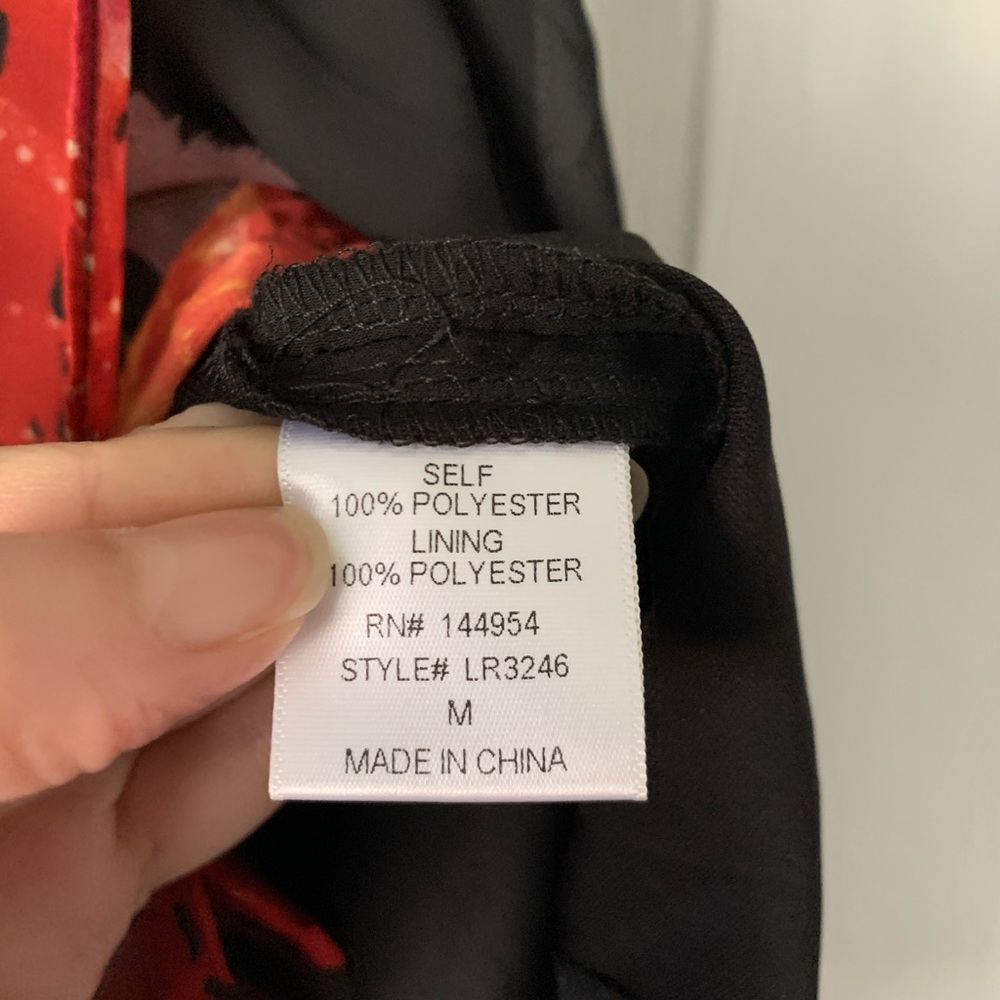 SELF
100% POLYESTER
LINING
100% POLYESTER
RN# 144954
STYLE# LR3246
M
MADE IN CHINA